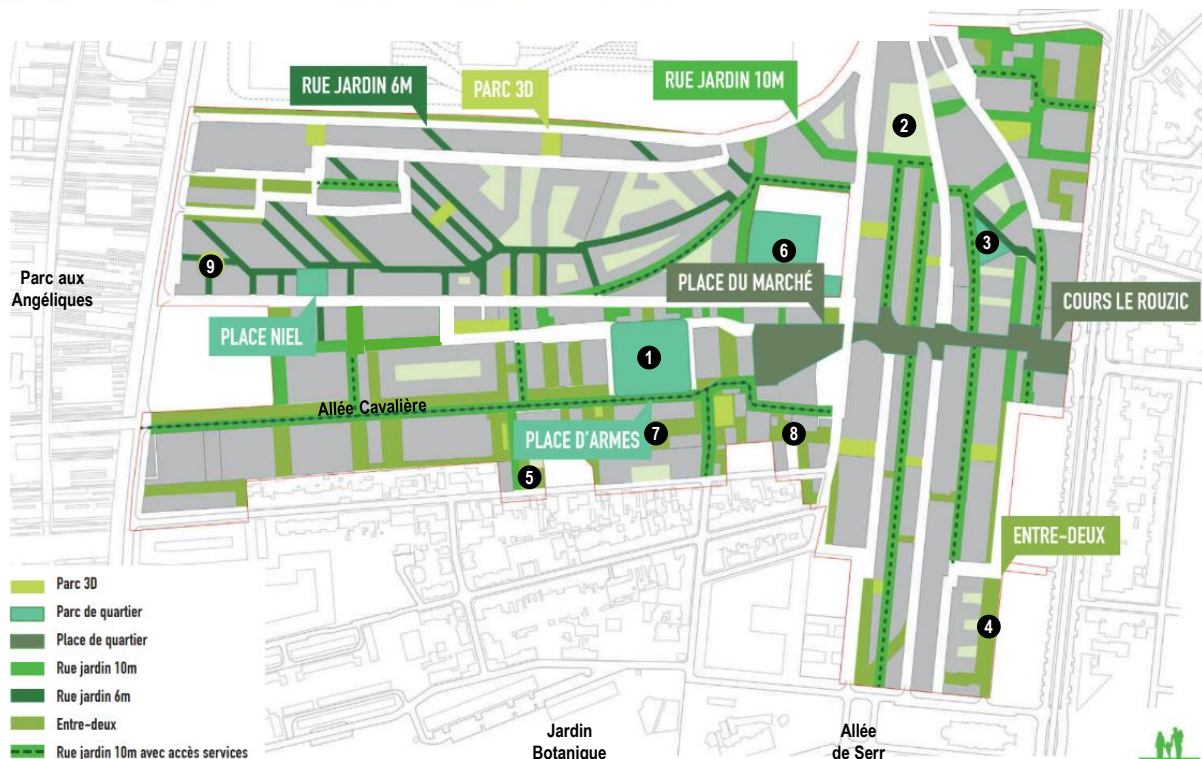 RUE JARDIN 6M
PARC 3D
RUE JARDIN 10M
2
3
6
9
Parc aux
Angéliques
PLACE DU MARCHÉ
COURS LE ROUZIC
PLACE NIEL
1
Allée Cavalière
PLACE D'ARMES
7
8
5
ENTRE-DEUX
4
Parc 3D
Parc de quartier
Place de quartier
Rue jardin 10m
Rue jardin 6m
Entre-deux
Rue jardin 10m avec accès services
Jardin
Botanique
Allée
de Serr